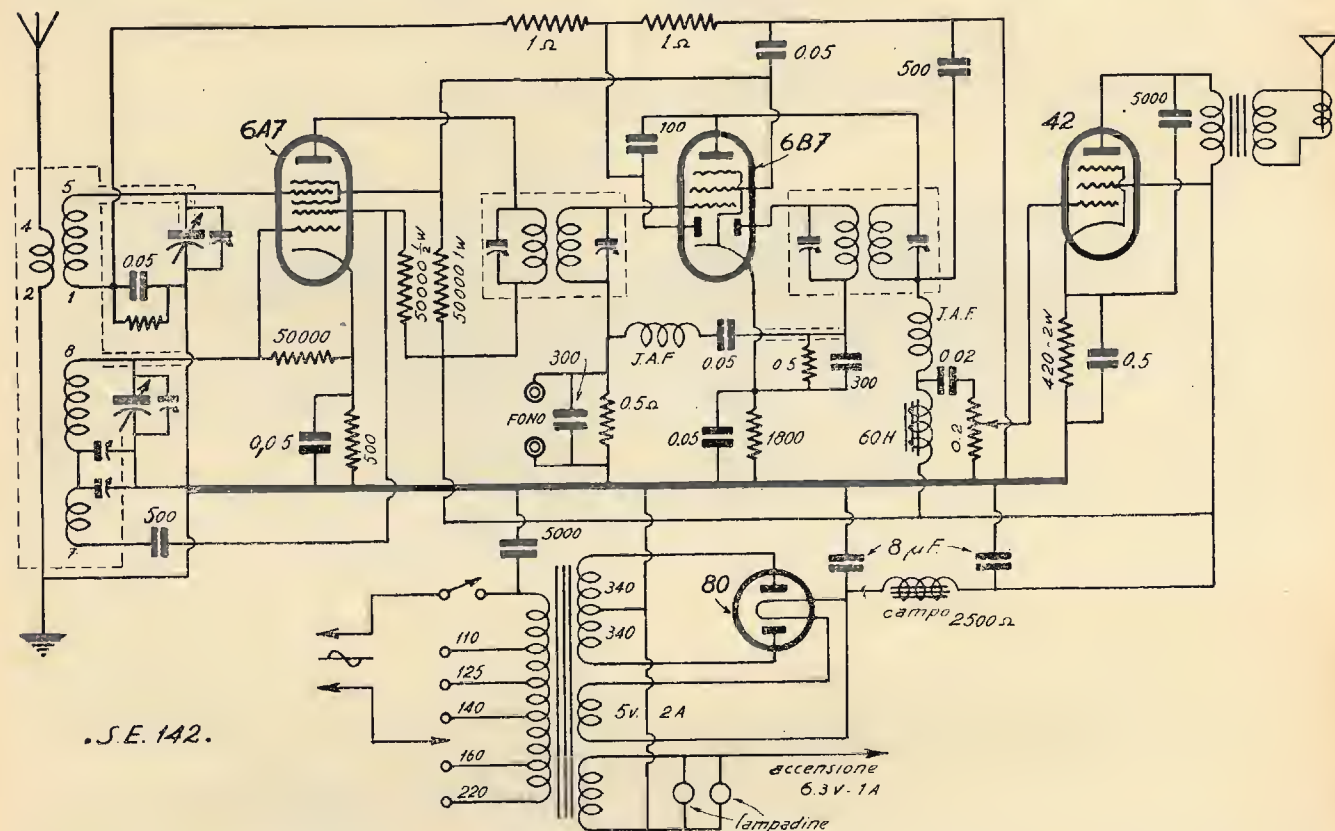 1Ω
1Ω
0.05
500
5000
42
6A7
100
6B7
5
4
0.05
2
1
50000 ½W
50000 1W
8
50000
J.A.F.
J.A.F
300
0.05
0.5
300
0.02
420-2W
0.5
FONO
0.5Ω
0,05
500
0.05
1800
60H
0.2
7
500
5000
8 μF.
340
80
340
campo 2500Ω
110
125
140
160
220
5v. 2A
.S.E. 142.
accensione
6.3V-1A
lampadine